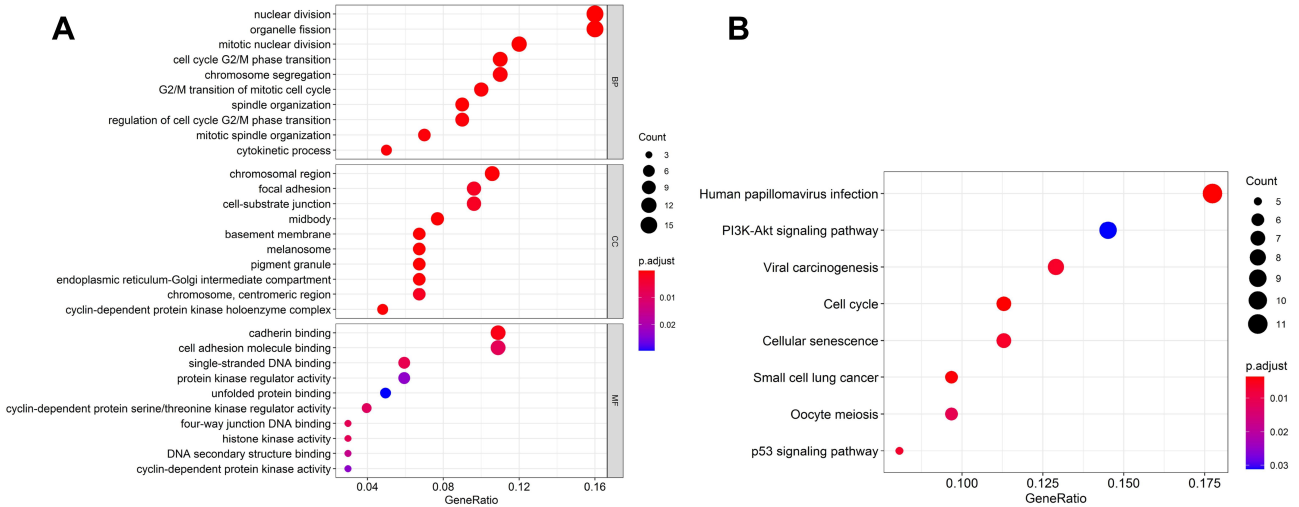 A
nuclear division
organelle fission
mitotic nuclear division
cell cycle G2/M phase transition
chromosome segregation
G2/M transition of mitotic cell cycle
spindle organization
regulation of cell cycle G2/M phase transition
mitotic spindle organization
cytokinetic process
BP
chromosomal region
focal adhesion
cell-substrate junction
midbody
basement membrane
melanosome
pigment granule
endoplasmic reticulum-Golgi intermediate compartment
chromosome, centromeric region
cyclin-dependent protein kinase holoenzyme complex
CC
cadherin binding
cell adhesion molecule binding
single-stranded DNA binding
protein kinase regulator activity
unfolded protein binding
cyclin-dependent protein serine/threonine kinase regulator activity
four-way junction DNA binding
histone kinase activity
DNA secondary structure binding
cyclin-dependent protein kinase activity
MF
0.04 0.08 0.12 0.16
GeneRatio
Count
3
6
9
12
15
p.adjust
0.01
0.02
B
Human papillomavirus infection
PI3K-Akt signaling pathway
Viral carcinogenesis
Cell cycle
Cellular senescence
Small cell lung cancer
Oocyte meiosis
p53 signaling pathway
0.100 0.125 0.150 0.175
GeneRatio
Count
5
6
7
8
9
10
11
p.adjust
0.01
0.02
0.03